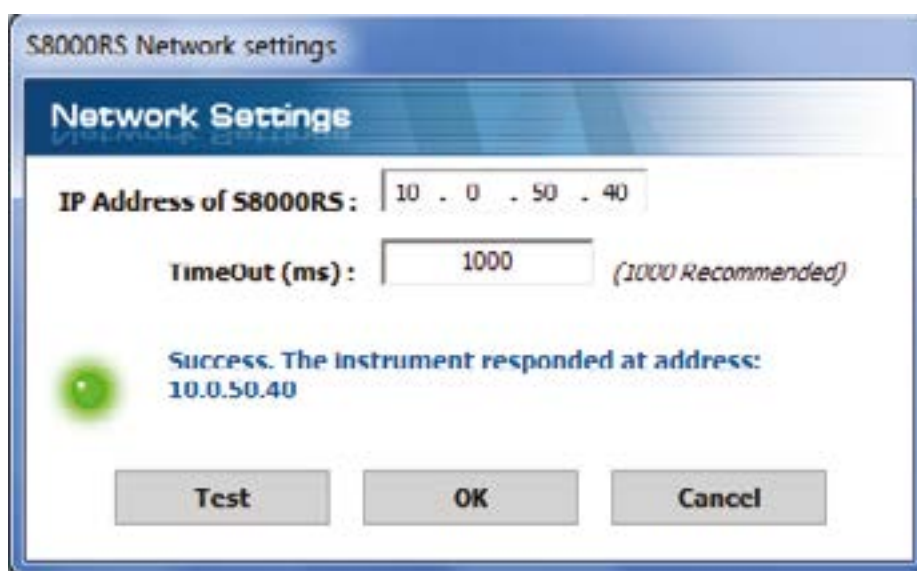 S8000RS Network settings
Network Settings
IP Address of S8000RS : 10 . 0 . 50 . 40
TimeOut (ms) : 1000 (1000 Recommended)
Success. The instrument responded at address:
10.0.50.40
Test OK Cancel